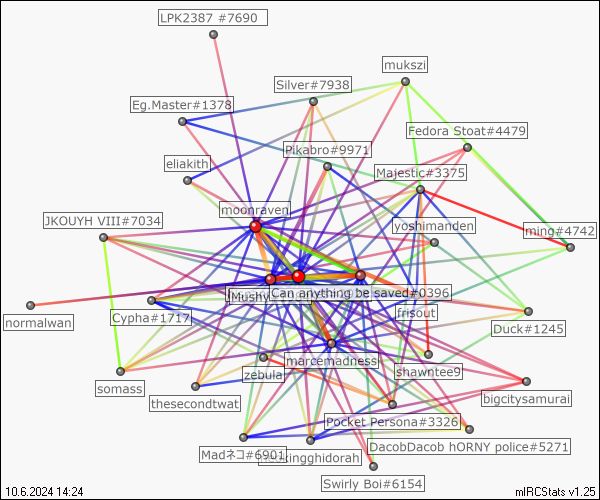 LPK2387 #7690
mukszi
Silver#7938
Eg.Master#1378
Fedora Stoat#4479
Pikabro#9971
eliakith
Majestic#3375
moonraven
JKOUYH VIII#7034
yoshimanden
ming#4742
Mushy
Can anything be saved#0396
normalwan
Cypha#1717
frisout
Duck#1245
marcemadness
somass
zebula
shawntee9
thesecondtwat
bigcitysamurai
Pocket Persona#3326
DacobDacob hORNY police#5271
Madネコ#6901
kingghidorah
Swirly Boi#6154
10.6.2024 14:24
mIRCStats v1.25